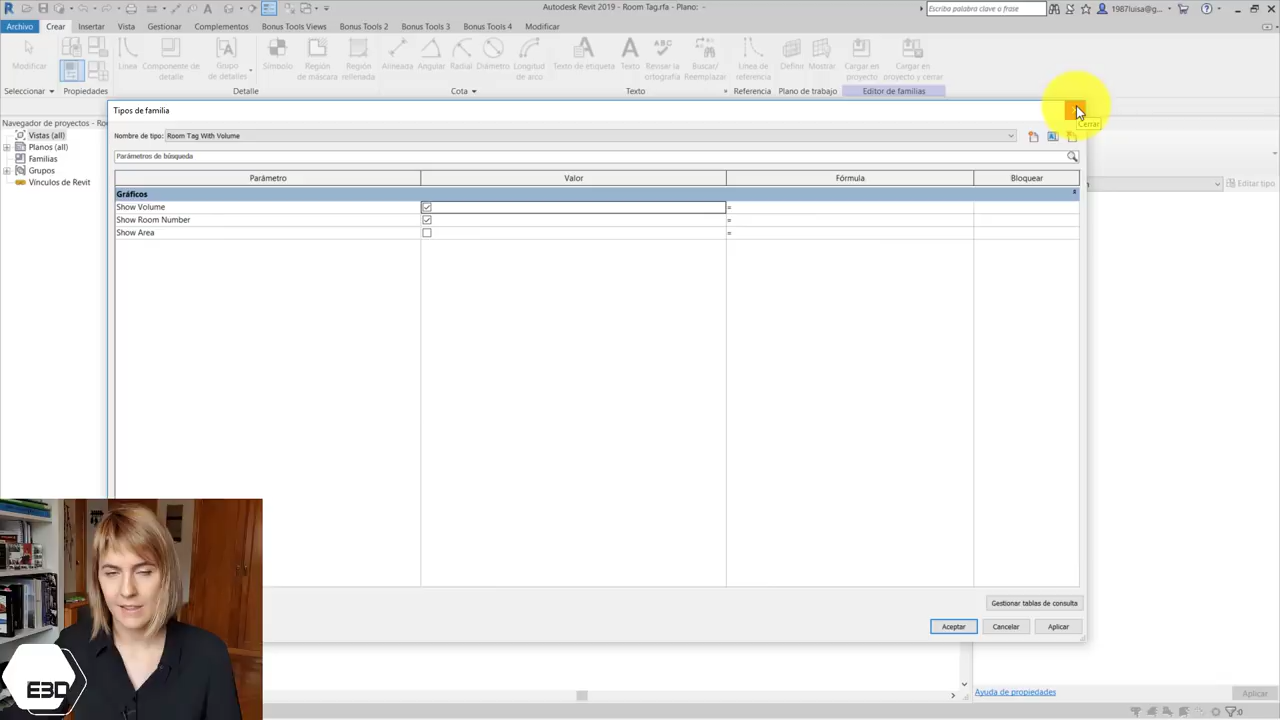 Autodesk Revit 2019 - Room Tag.rfa - Plano: -
Escriba palabra clave o frase
1987luisa@g...
Archivo Crear Insertar Vista Gestionar Complementos Bonus Tools Views Bonus Tools 2 Bonus Tools 3 Bonus Tools 4 Modificar
Modificar
Línea
Componente de detalle
Grupo de detalles
Símbolo
Región de máscara
Región rellenada
Alineada
Angular
Radial
Diámetro
Longitud de arco
Texto de etiqueta
Texto
Revisar la ortografía
Buscar/ Reemplazar
Línea de referencia
Definir
Mostrar
Cargar en proyecto
Cargar en proyecto y cerrar
Seleccionar Propiedades Detalle Cota Texto Referencia Plano de trabajo Editor de familias
Navegador de proyectos - Ro
Vistas (all)
Planos (all)
Familias
Grupos
Vínculos de Revit
Tipos de familia
Cerrar
Nombre de tipo: Room Tag With Volume
Parámetros de búsqueda
Parámetro Valor Fórmula Bloquear
Gráficos
Show Volume =
Show Room Number =
Show Area =
Editar tipo
Gestionar tablas de consulta
Aceptar Cancelar Aplicar
Ayuda de propiedades
Aplicar
:0
E3D